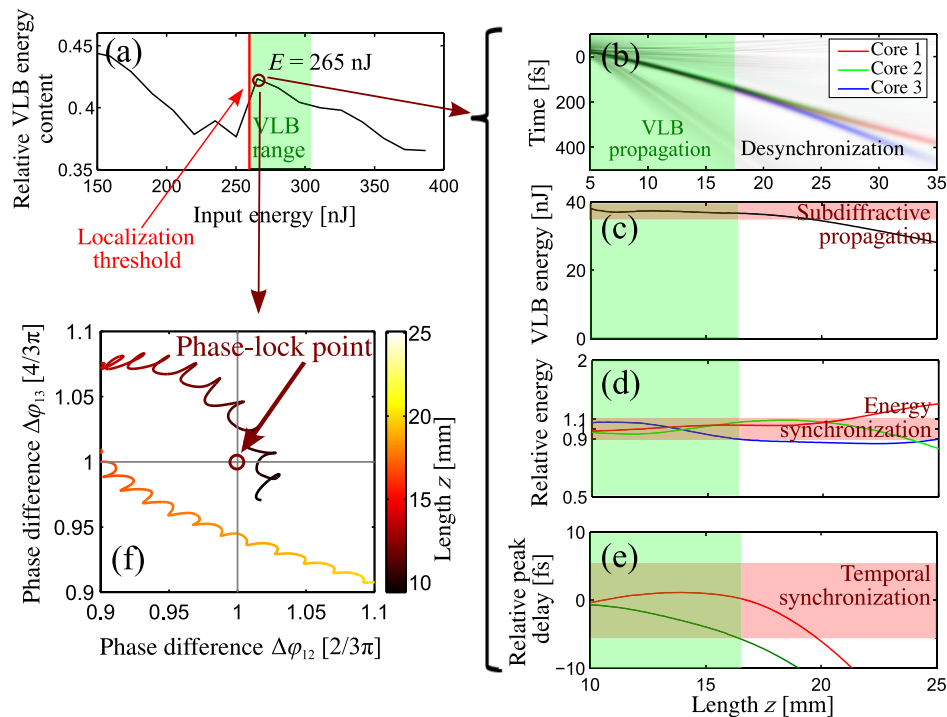 (a)
0.45
0.4
0.35
Relative VLB energy
content
E = 265 nJ
VLB
range
150 200 250 300 350 400
Input energy [nJ]
Localization
threshold
(b)
0
200
400
Time [fs]
Core 1
Core 2
Core 3
VLB
propagation
Desynchronization
5 10 15 20 25 30 35
(c)
40
20
0
VLB energy [nJ]
Subdiffractive
propagation
(d)
2
1.1
0.9
0.5
Relative energy
Energy
synchronization
(e)
10
0
−10
Relative peak
delay [fs]
Temporal
synchronization
10 15 20 25
Length z [mm]
(f)
1.1
1.05
1
0.95
0.9
Phase difference Δφ13 [4/3π]
Phase-lock point
0.9 0.95 1 1.05 1.1
Phase difference Δφ12 [2/3π]
25
20
15
10
Length z [mm]